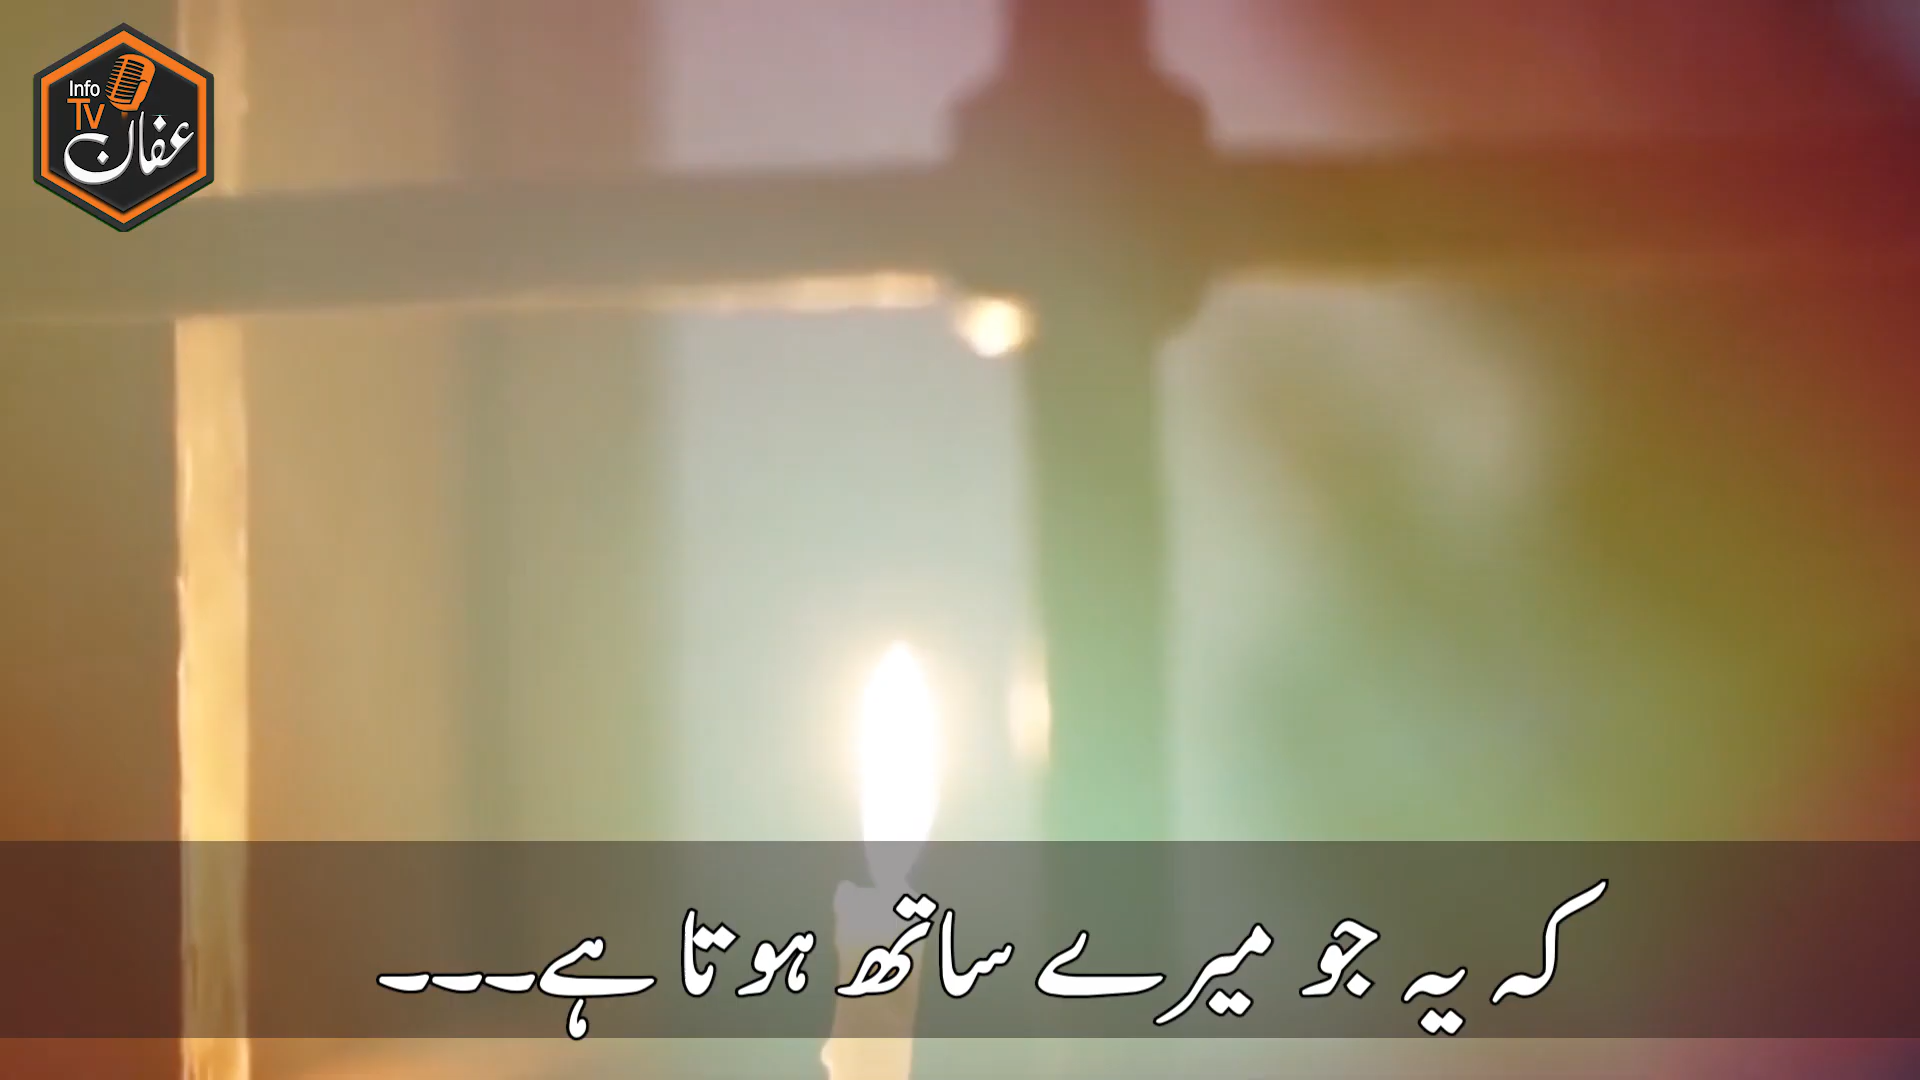 Info
Tv
عفان
کہ یہ جو میرے ساتھ ہوتا ہے۔۔۔